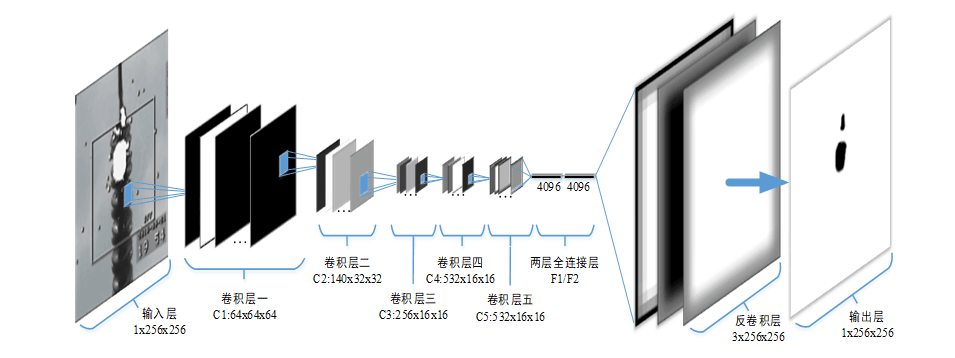 4096 4096
输入层
1x256x256
卷积层一
C1:64x64x64
卷积层二
C2:140x32x32
卷积层三
C3:256x16x16
卷积层四
C4:532x16x16
卷积层五
C5:532x16x16
两层全连接层
F1/F2
反卷积层
3x256x256
输出层
1x256x256
...
...
...
...
...